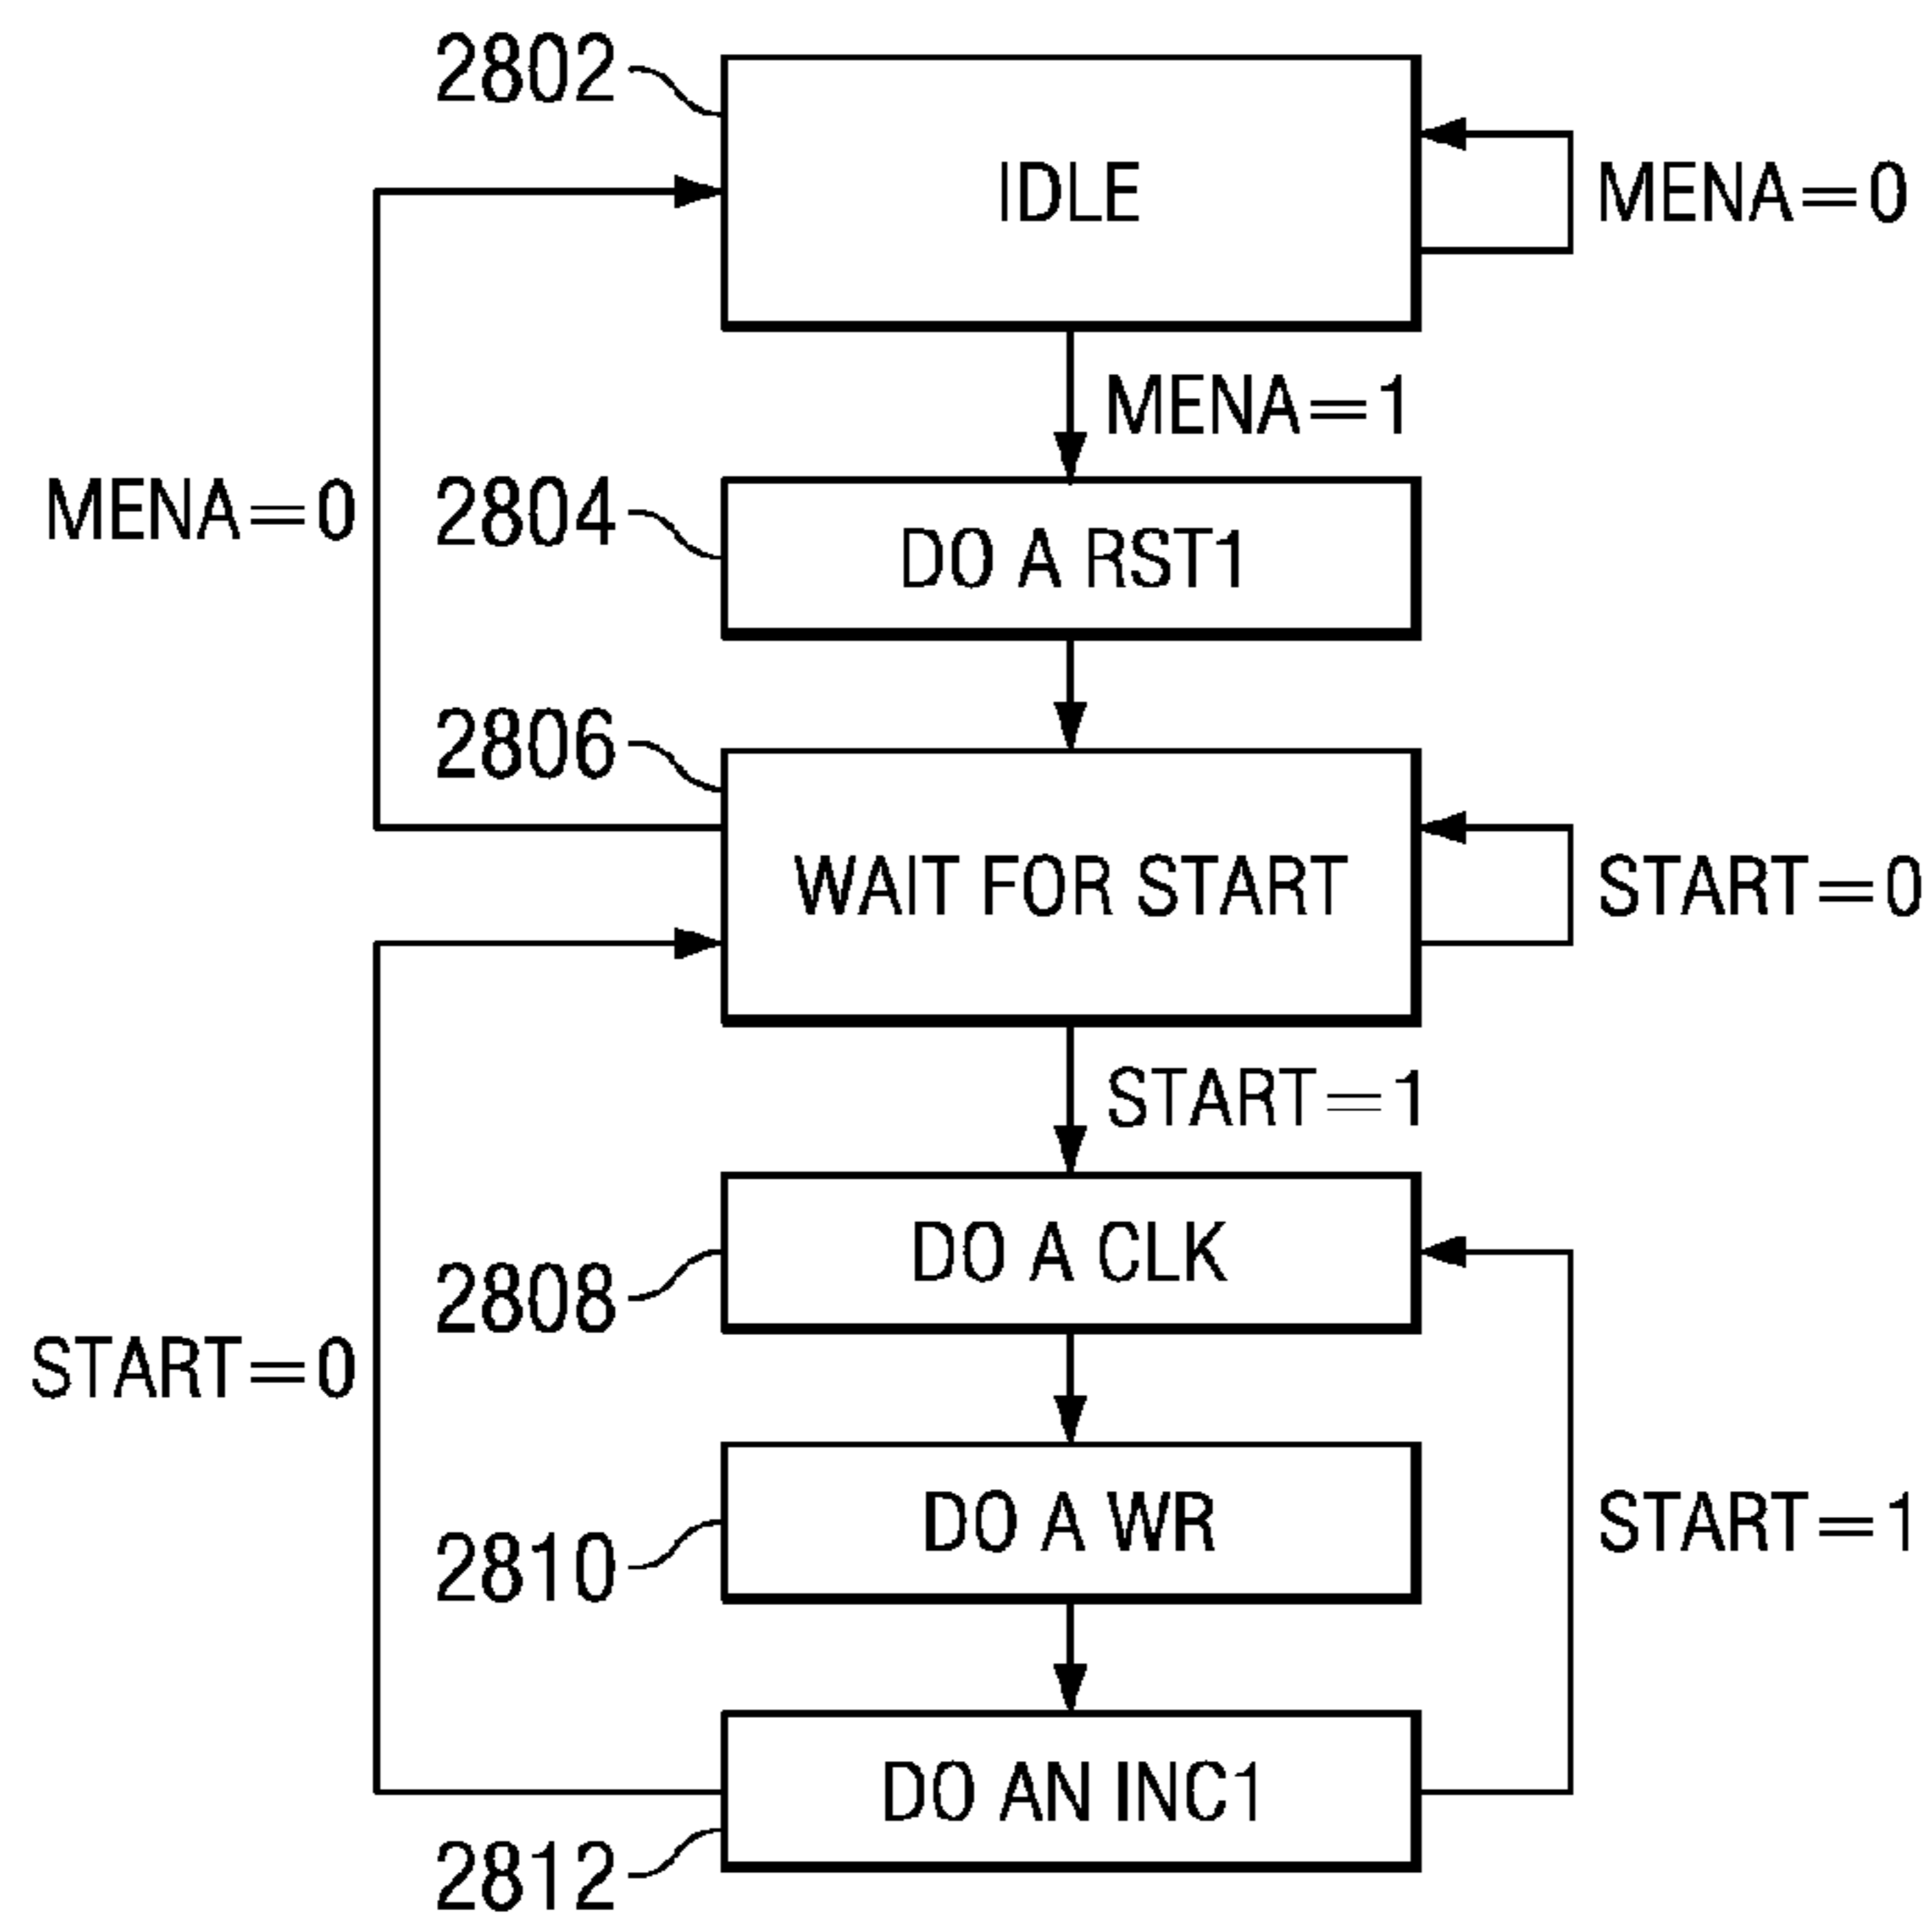 2802
IDLE
MENA=0
MENA=1
MENA=0
2804
DO A RST1
2806
WAIT FOR START
START=0
START=1
DO A CLK
2808
START=0
DO A WR
START=1
2810
DO AN INC1
2812